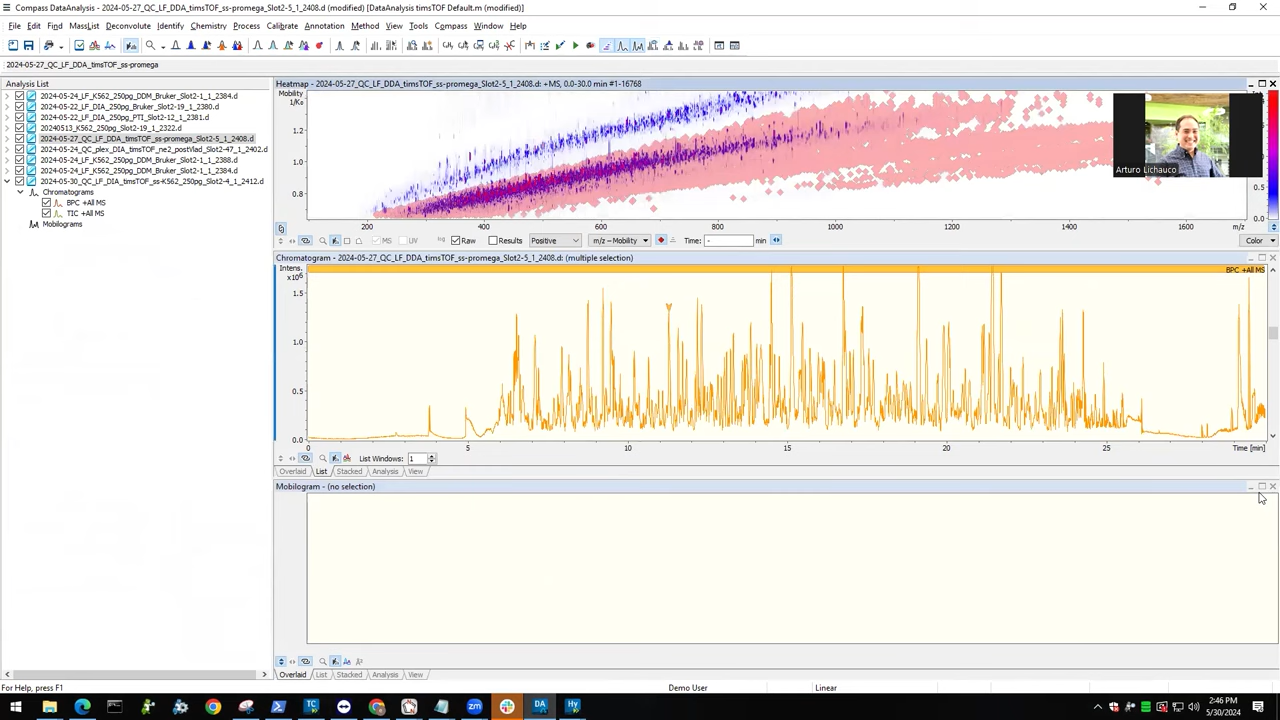 2024-05-27_QC_LF_DDA_timsTOF_ss-promega_Slot2-5_1_2408.d (modified) [DataAnalysis timsTOF Default.m (modified)]
File Edit Find MassList Deconvolute Identify Chemistry Process Calibrate Annotation Method View Tools Compass Window Help
2024-05-27_QC_LF_DDA_timsTOF_ss-promega
Analysis List
2024-05-24_LF_K562_250pg_DDM_Bruker_Slot2-1_1_2384.d
2024-05-22_LF_DIA_250pg_Bruker_Slot2-19_1_2380.d
2024-05-22_LF_DIA_250pg_PTI_Slot2-12_1_2381.d
20240513_K562_250pg_Slot2-19_1_2322.d
2024-05-27_QC_LF_DDA_timsTOF_ss-promega_Slot2-5_1_2408.d
2024-05-24_QC_plex_DIA_timsTOF_ne2_postVlad_Slot2-47_1_2402.d
2024-05-24_LF_K562_250pg_DDM_Bruker_Slot2-1_1_2388.d
2024-05-30_QC_LF_DIA_timsTOF_ss-K562_250pg_Slot2-4_1_2412.d
Chromatograms
BPC +All MS
TIC +All MS
Mobilograms
Heatmap - 2024-05-27_QC_LF_DDA_timsTOF_ss-promega_Slot2-5_1_2408.d: +MS, 0.0-30.0 min #1-16768
Mobility
1/K₀
1.2
1.0
0.8
200 400 600 800 1000 1200 1400 1600 m/z
0.5
0.0
Arturo Lichauco
MS UV log Raw Results Positive m/z – Mobility Time: - min Color
Chromatogram - 2024-05-27_QC_LF_DDA_timsTOF_ss-promega_Slot2-5_1_2408.d: (multiple selection)
Intens.
x10⁶
BPC +All MS
1.5
1.0
0.5
0.0
0 5 10 15 20 25 Time [min]
List Windows: 1
Overlaid List Stacked Analysis View
Mobilogram - (no selection)
Overlaid List Stacked Analysis View
For Help, press F1 Demo User Linear
2:46 PM
5/30/2024